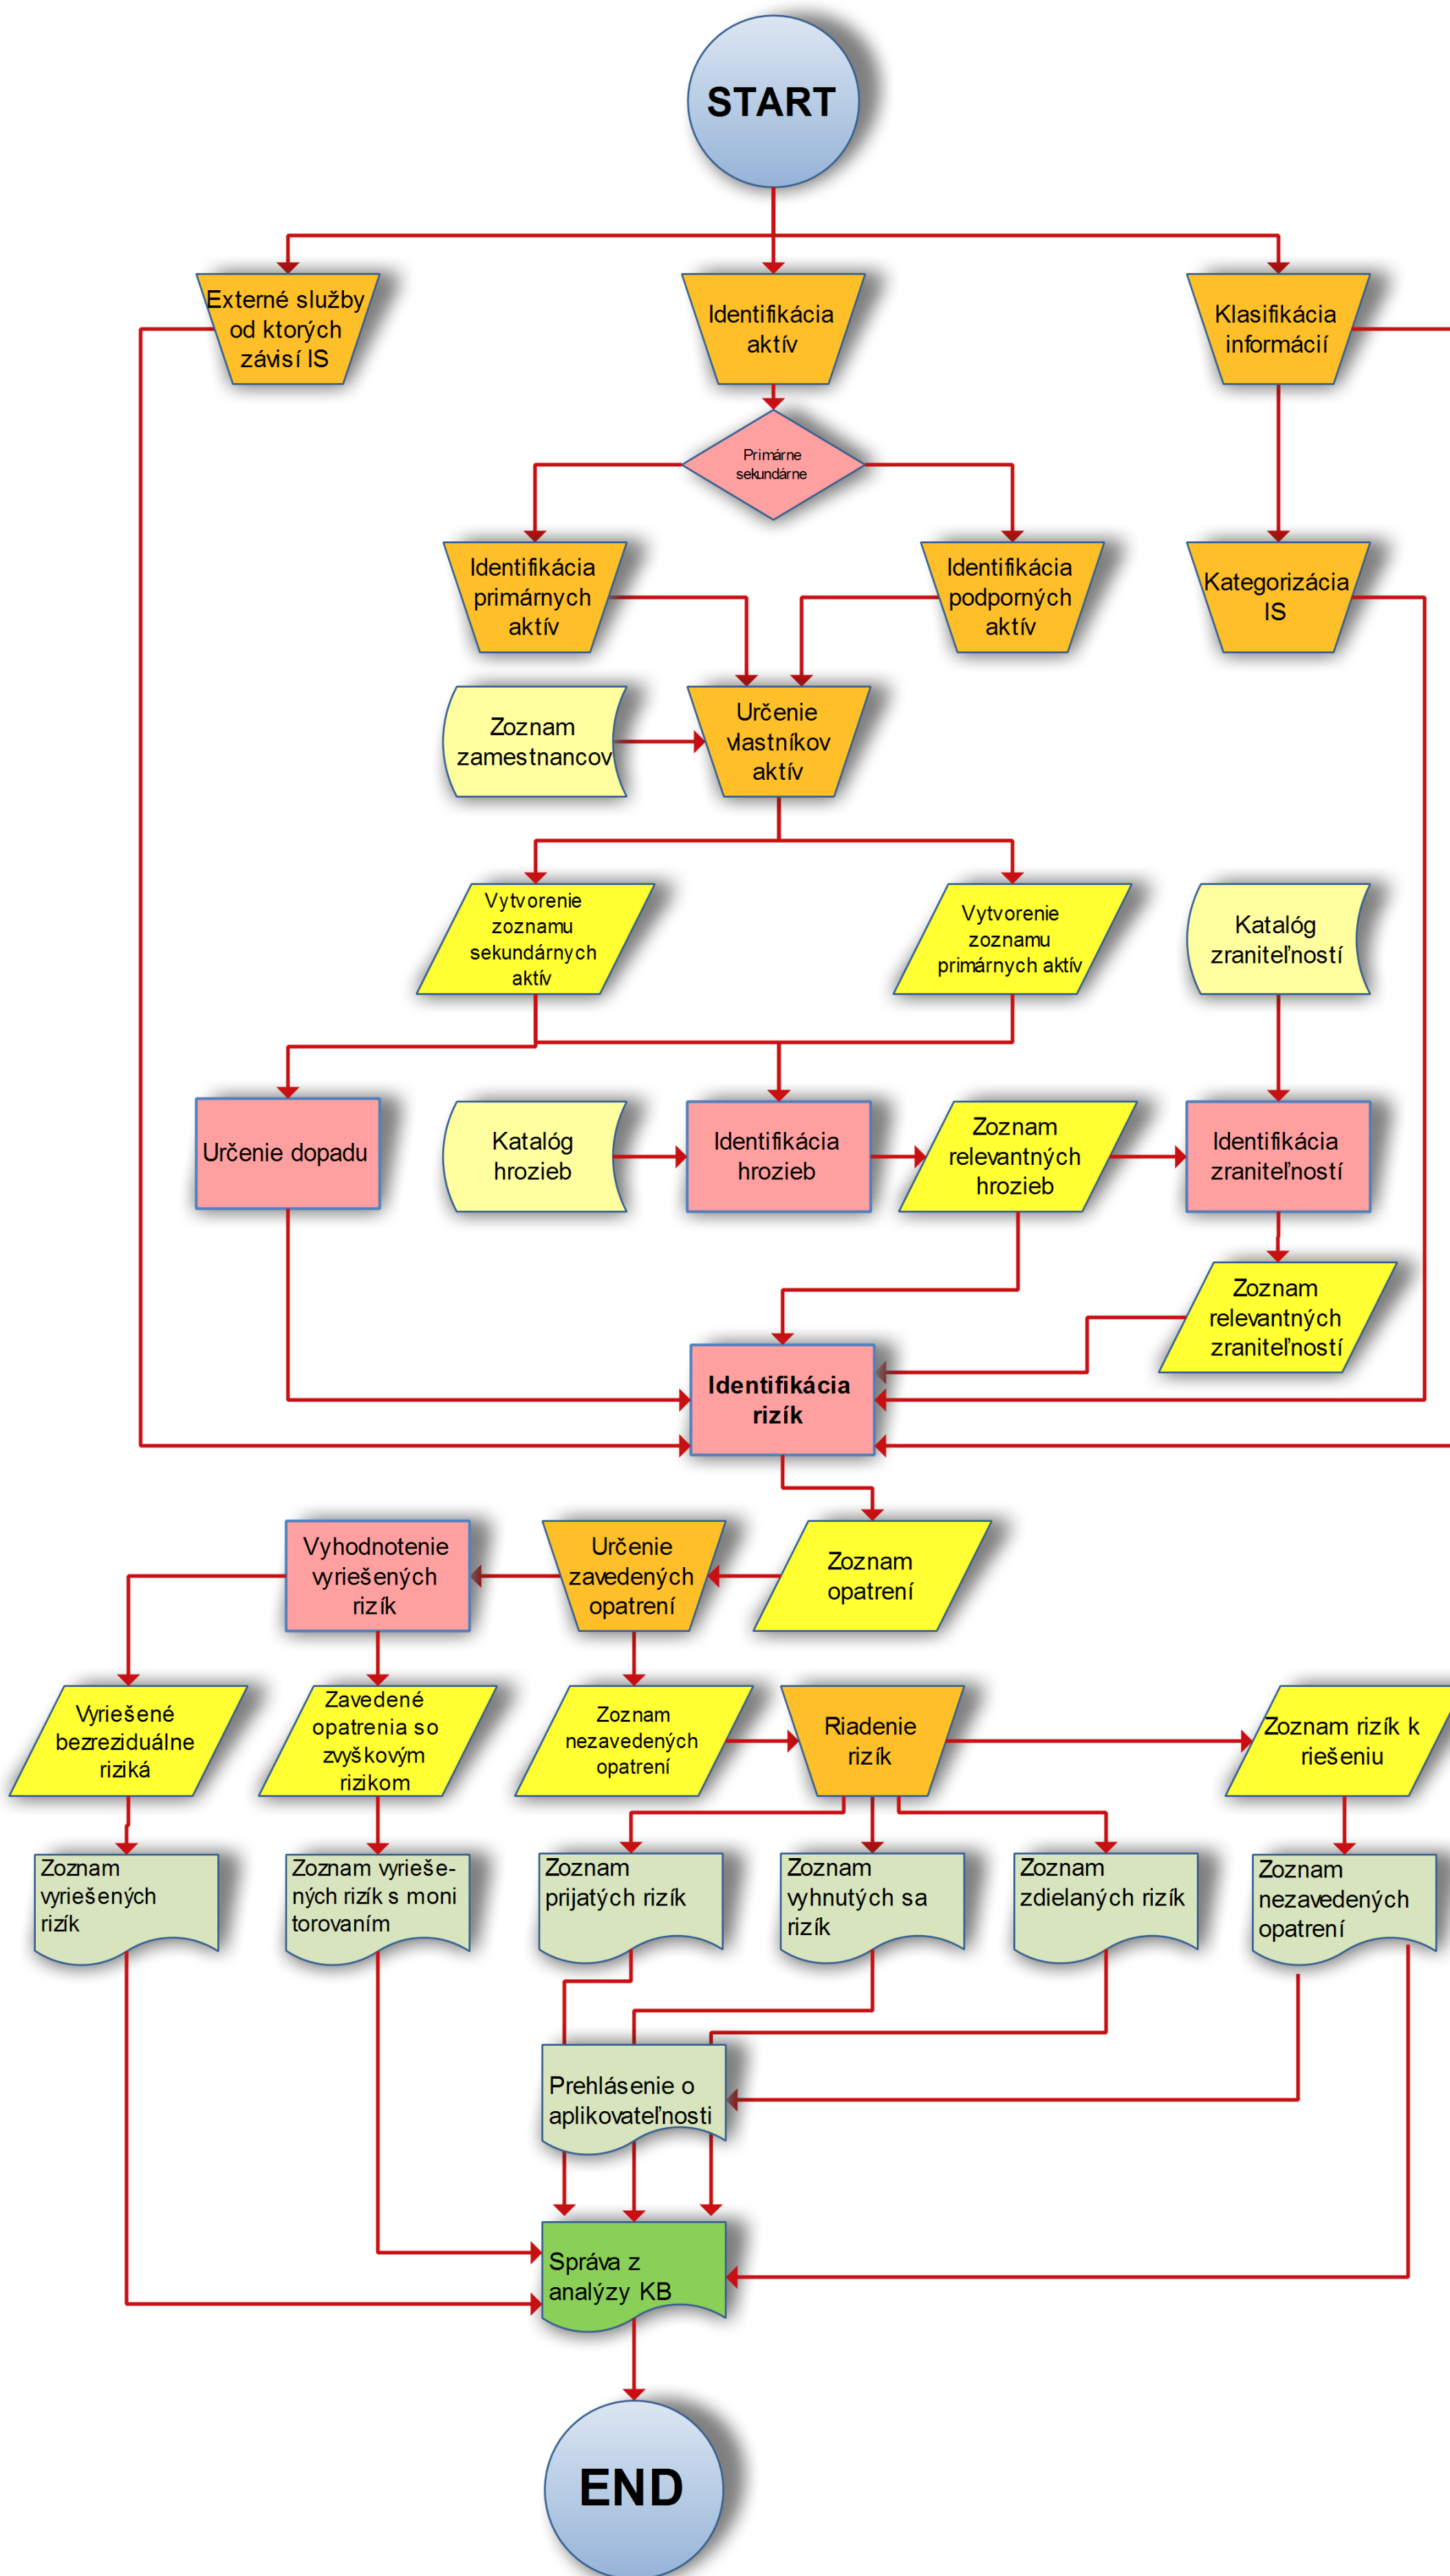 START
Externé služby
od ktorých
závisí IS
Identifikácia
aktív
Klasifikácia
informácií
Primárne
sekundárne
Identifikácia
primárnych
aktív
Identifikácia
podporných
aktív
Kategorizácia
IS
Zoznam
zamestnancov
Určenie
vlastníkov
aktív
Vytvorenie
zoznamu
sekundárnych
aktív
Vytvorenie
zoznamu
primárnych aktív
Katalóg
zraniteľností
Určenie dopadu
Katalóg
hrozieb
Identifikácia
hrozieb
Zoznam
relevantných
hrozieb
Identifikácia
zraniteľností
Zoznam
relevantných
zraniteľností
Identifikácia
rizík
Vyhodnotenie
vyriešených
rizík
Určenie
zavedených
opatrení
Zoznam
opatrení
Vyriešené
bezreziduálne
riziká
Zavedené
opatrenia so
zvyškovým
rizikom
Zoznam
nezavedených
opatrení
Riadenie
rizík
Zoznam rizík k
riešeniu
Zoznam
vyriešených
rizík
Zoznam vyrieše-
ných rizík s moni
torovaním
Zoznam
prijatých rizík
Zoznam
vyhnutých sa
rizík
Zoznam
zdielaných rizík
Zoznam
nezavedených
opatrení
Prehlásenie o
aplikovateľnosti
Správa z
analýzy KB
END